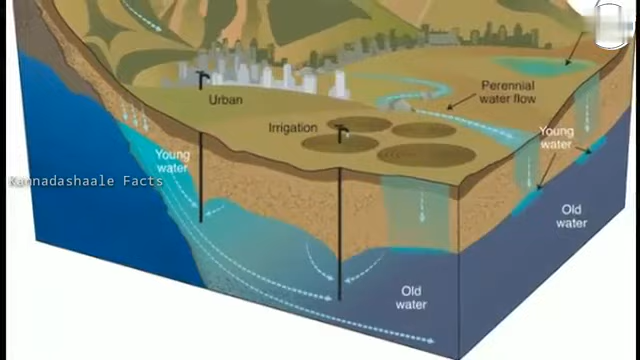 Perennial
water flow
Urban
Irrigation
Young
water
Young
water
Kannadashaale Facts
Old
water
Old
water